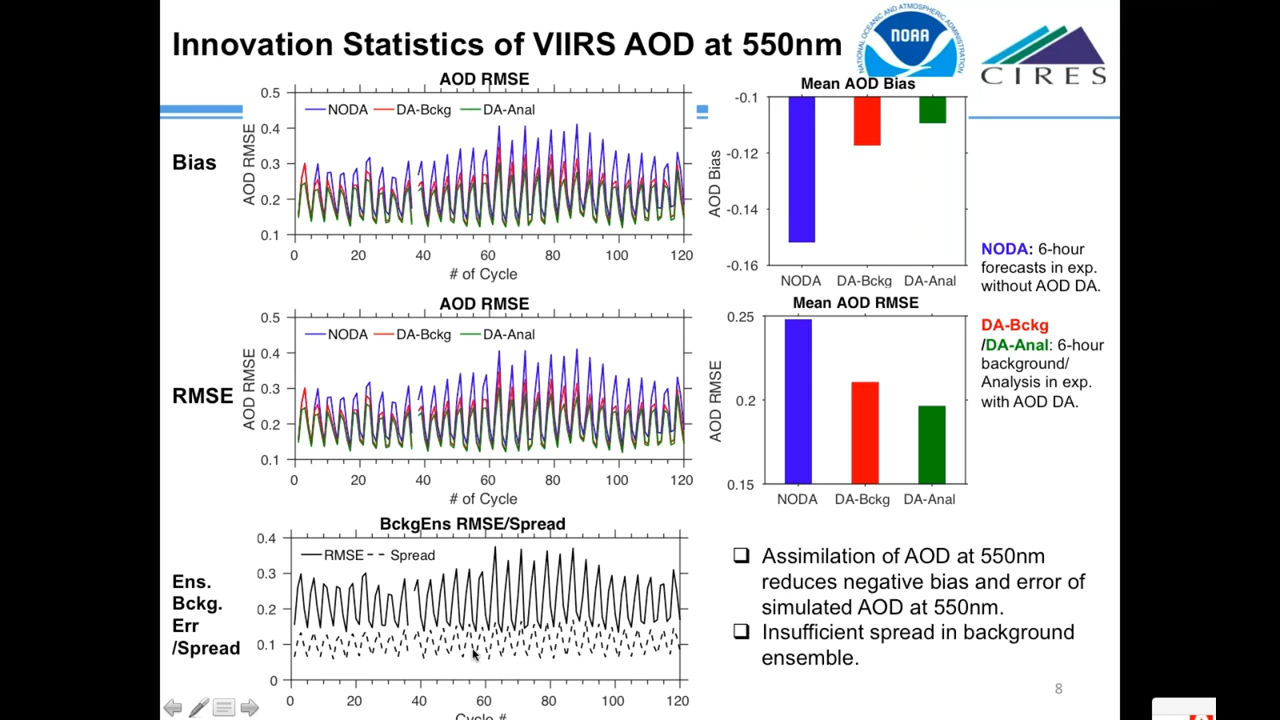 Innovation Statistics of VIIRS AOD at 550nm
NATIONAL OCEANIC AND ATMOSPHERIC ADMINISTRATION
NOAA
CIRES
Bias
AOD RMSE
NODA DA-Bckg DA-Anal
AOD RMSE
0.5
0.4
0.3
0.2
0.1
0 20 40 60 80 100 120
# of Cycle
Mean AOD Bias
AOD Bias
-0.1
-0.12
-0.14
-0.16
NODA DA-Bckg DA-Anal
NODA: 6-hour
forecasts in exp.
without AOD DA.
DA-Bckg
/DA-Anal: 6-hour
background/
Analysis in exp.
with AOD DA.
RMSE
AOD RMSE
NODA DA-Bckg DA-Anal
AOD RMSE
0.5
0.4
0.3
0.2
0.1
0 20 40 60 80 100 120
# of Cycle
Mean AOD RMSE
AOD RMSE
0.25
0.2
0.15
NODA DA-Bckg DA-Anal
Ens.
Bckg.
Err
/Spread
BckgEns RMSE/Spread
RMSE Spread
0.4
0.3
0.2
0.1
0
0 20 40 60 80 100 120
Cycle #
❑ Assimilation of AOD at 550nm
reduces negative bias and error of
simulated AOD at 550nm.
❑ Insufficient spread in background
ensemble.
8